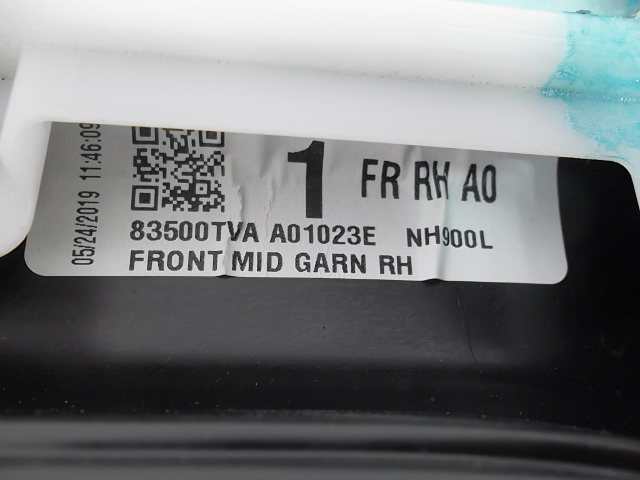 05/24/2019 11:46:09
1 FR RH A0
83500TVA A01023E NH900L
FRONT MID GARN RH